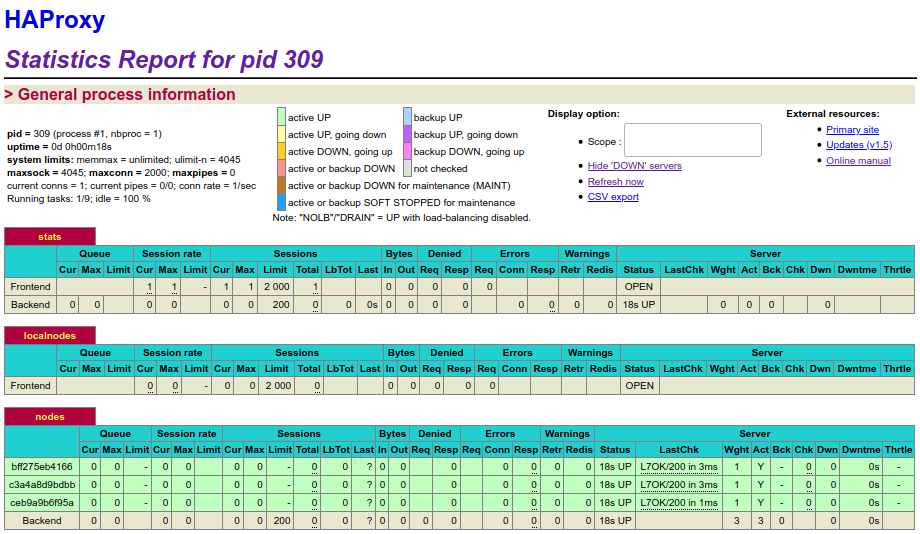 HAProxy
Statistics Report for pid 309
> General process information
pid = 309 (process #1, nbproc = 1)
uptime = 0d 0h00m18s
system limits: memmax = unlimited; ulimit-n = 4045
maxsock = 4045; maxconn = 2000; maxpipes = 0
current conns = 1; current pipes = 0/0; conn rate = 1/sec
Running tasks: 1/9; idle = 100 %
active UP backup UP
active UP, going down backup UP, going down
active DOWN, going up backup DOWN, going up
active or backup DOWN not checked
active or backup DOWN for maintenance (MAINT)
active or backup SOFT STOPPED for maintenance
Note: "NOLB"/"DRAIN" = UP with load-balancing disabled.
Display option:
• Scope :
• Hide 'DOWN' servers
• Refresh now
• CSV export
External resources:
• Primary site
• Updates (v1.5)
• Online manual
stats
Queue Session rate Sessions Bytes Denied Errors Warnings Server
Cur Max Limit Cur Max Limit Cur Max Limit Total LbTot Last In Out Req Resp Req Conn Resp Retr Redis Status LastChk Wght Act Bck Chk Dwn Dwntme Thrtle
Frontend 1 1 - 1 1 2 000 1 0 0 0 0 0 OPEN
Backend 0 0 0 0 0 0 200 0 0 0s 0 0 0 0 0 0 0 0 18s UP 0 0 0 0
localnodes
Queue Session rate Sessions Bytes Denied Errors Warnings Server
Cur Max Limit Cur Max Limit Cur Max Limit Total LbTot Last In Out Req Resp Req Conn Resp Retr Redis Status LastChk Wght Act Bck Chk Dwn Dwntme Thrtle
Frontend 0 0 - 0 0 2 000 0 0 0 0 0 0 OPEN
nodes
Queue Session rate Sessions Bytes Denied Errors Warnings Server
Cur Max Limit Cur Max Limit Cur Max Limit Total LbTot Last In Out Req Resp Req Conn Resp Retr Redis Status LastChk Wght Act Bck Chk Dwn Dwntme Thrtle
bff275eb4166 0 0 - 0 0 0 0 - 0 0 ? 0 0 0 0 0 0 0 18s UP L7OK/200 in 3ms 1 Y - 0 0 0s -
c3a4a8d9bdbb 0 0 - 0 0 0 0 - 0 0 ? 0 0 0 0 0 0 0 18s UP L7OK/200 in 3ms 1 Y - 0 0 0s -
ceb9a9b6f95a 0 0 - 0 0 0 0 - 0 0 ? 0 0 0 0 0 0 0 18s UP L7OK/200 in 1ms 1 Y - 0 0 0s -
Backend 0 0 0 0 0 0 200 0 0 ? 0 0 0 0 0 0 0 0 18s UP 3 3 0 0 0s